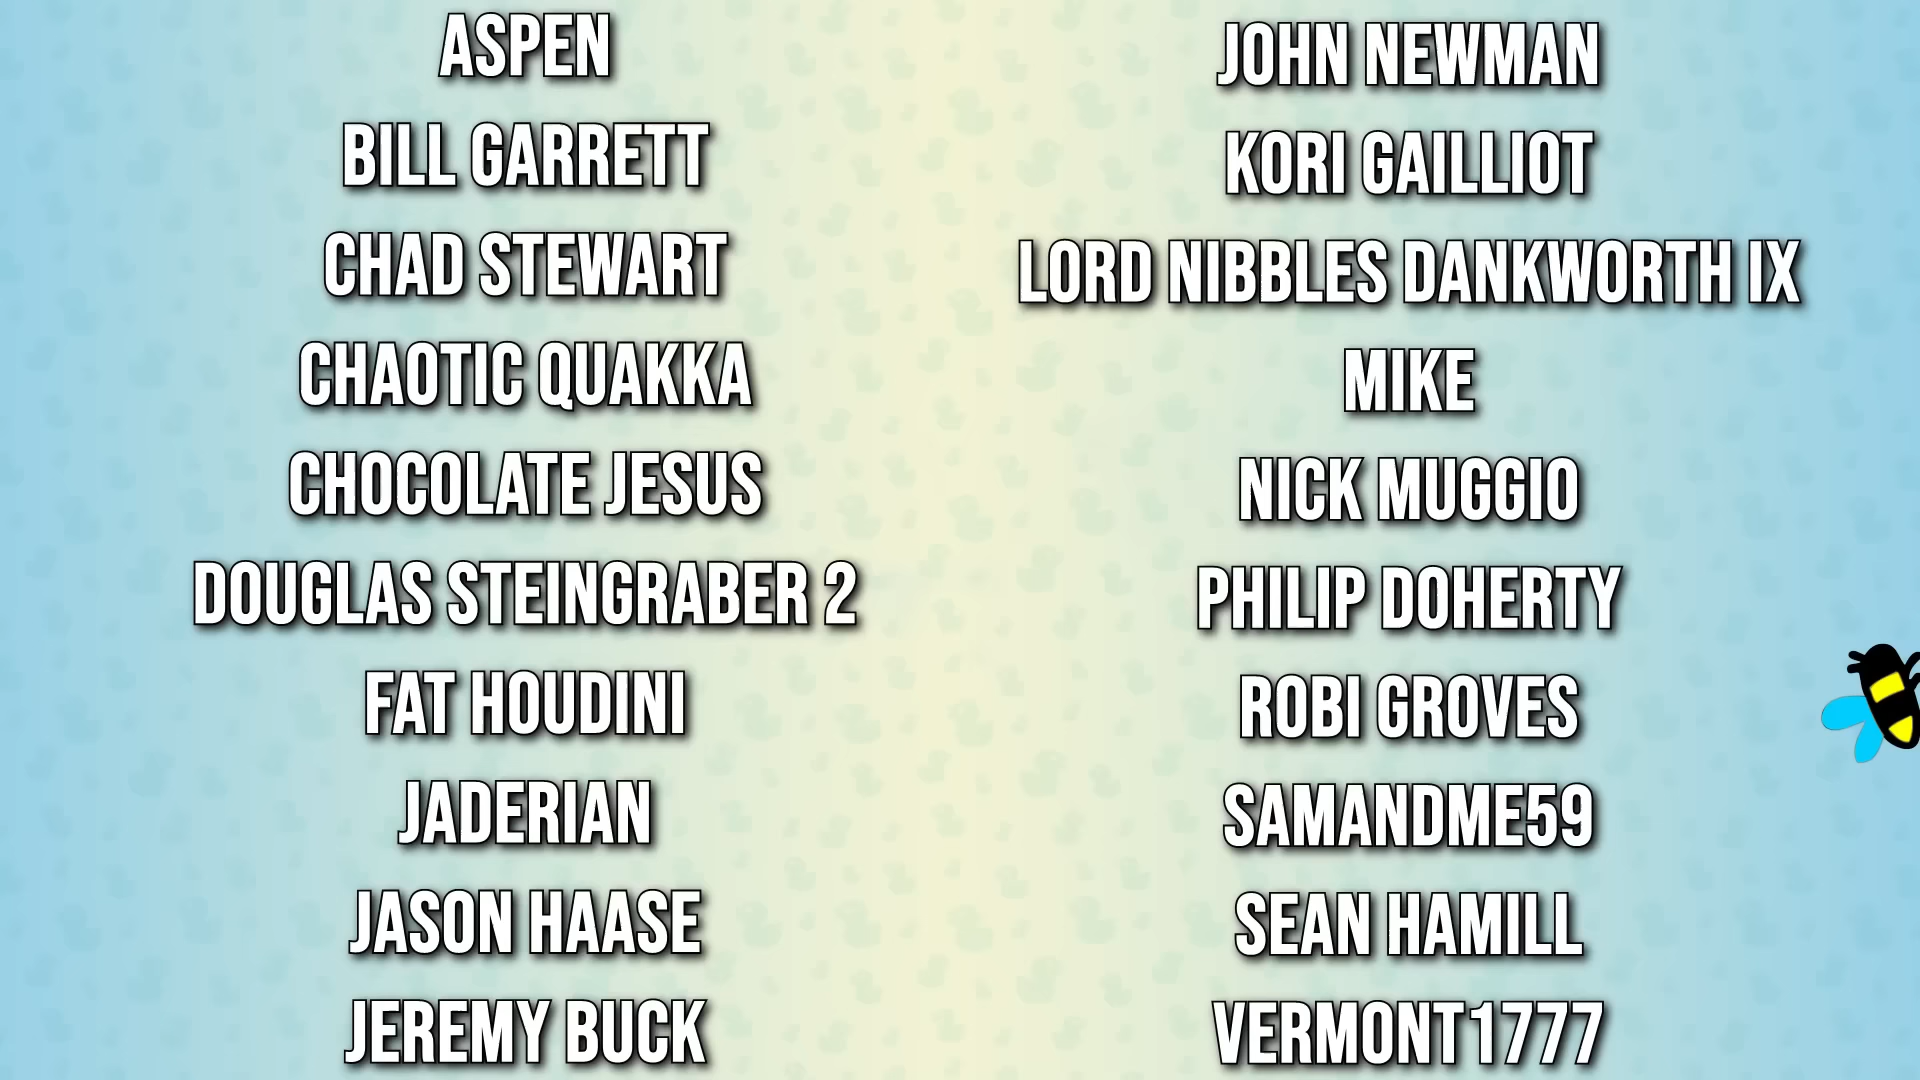 ASPEN
BILL GARRETT
CHAD STEWART
CHAOTIC QUAKKA
CHOCOLATE JESUS
DOUGLAS STEINGRABER 2
FAT HOUDINI
JADERIAN
JASON HAASE
JEREMY BUCK
JOHN NEWMAN
KORI GAILLIOT
LORD NIBBLES DANKWORTH IX
MIKE
NICK MUGGIO
PHILIP DOHERTY
ROBI GROVES
SAMANDME59
SEAN HAMILL
VERMONT1777